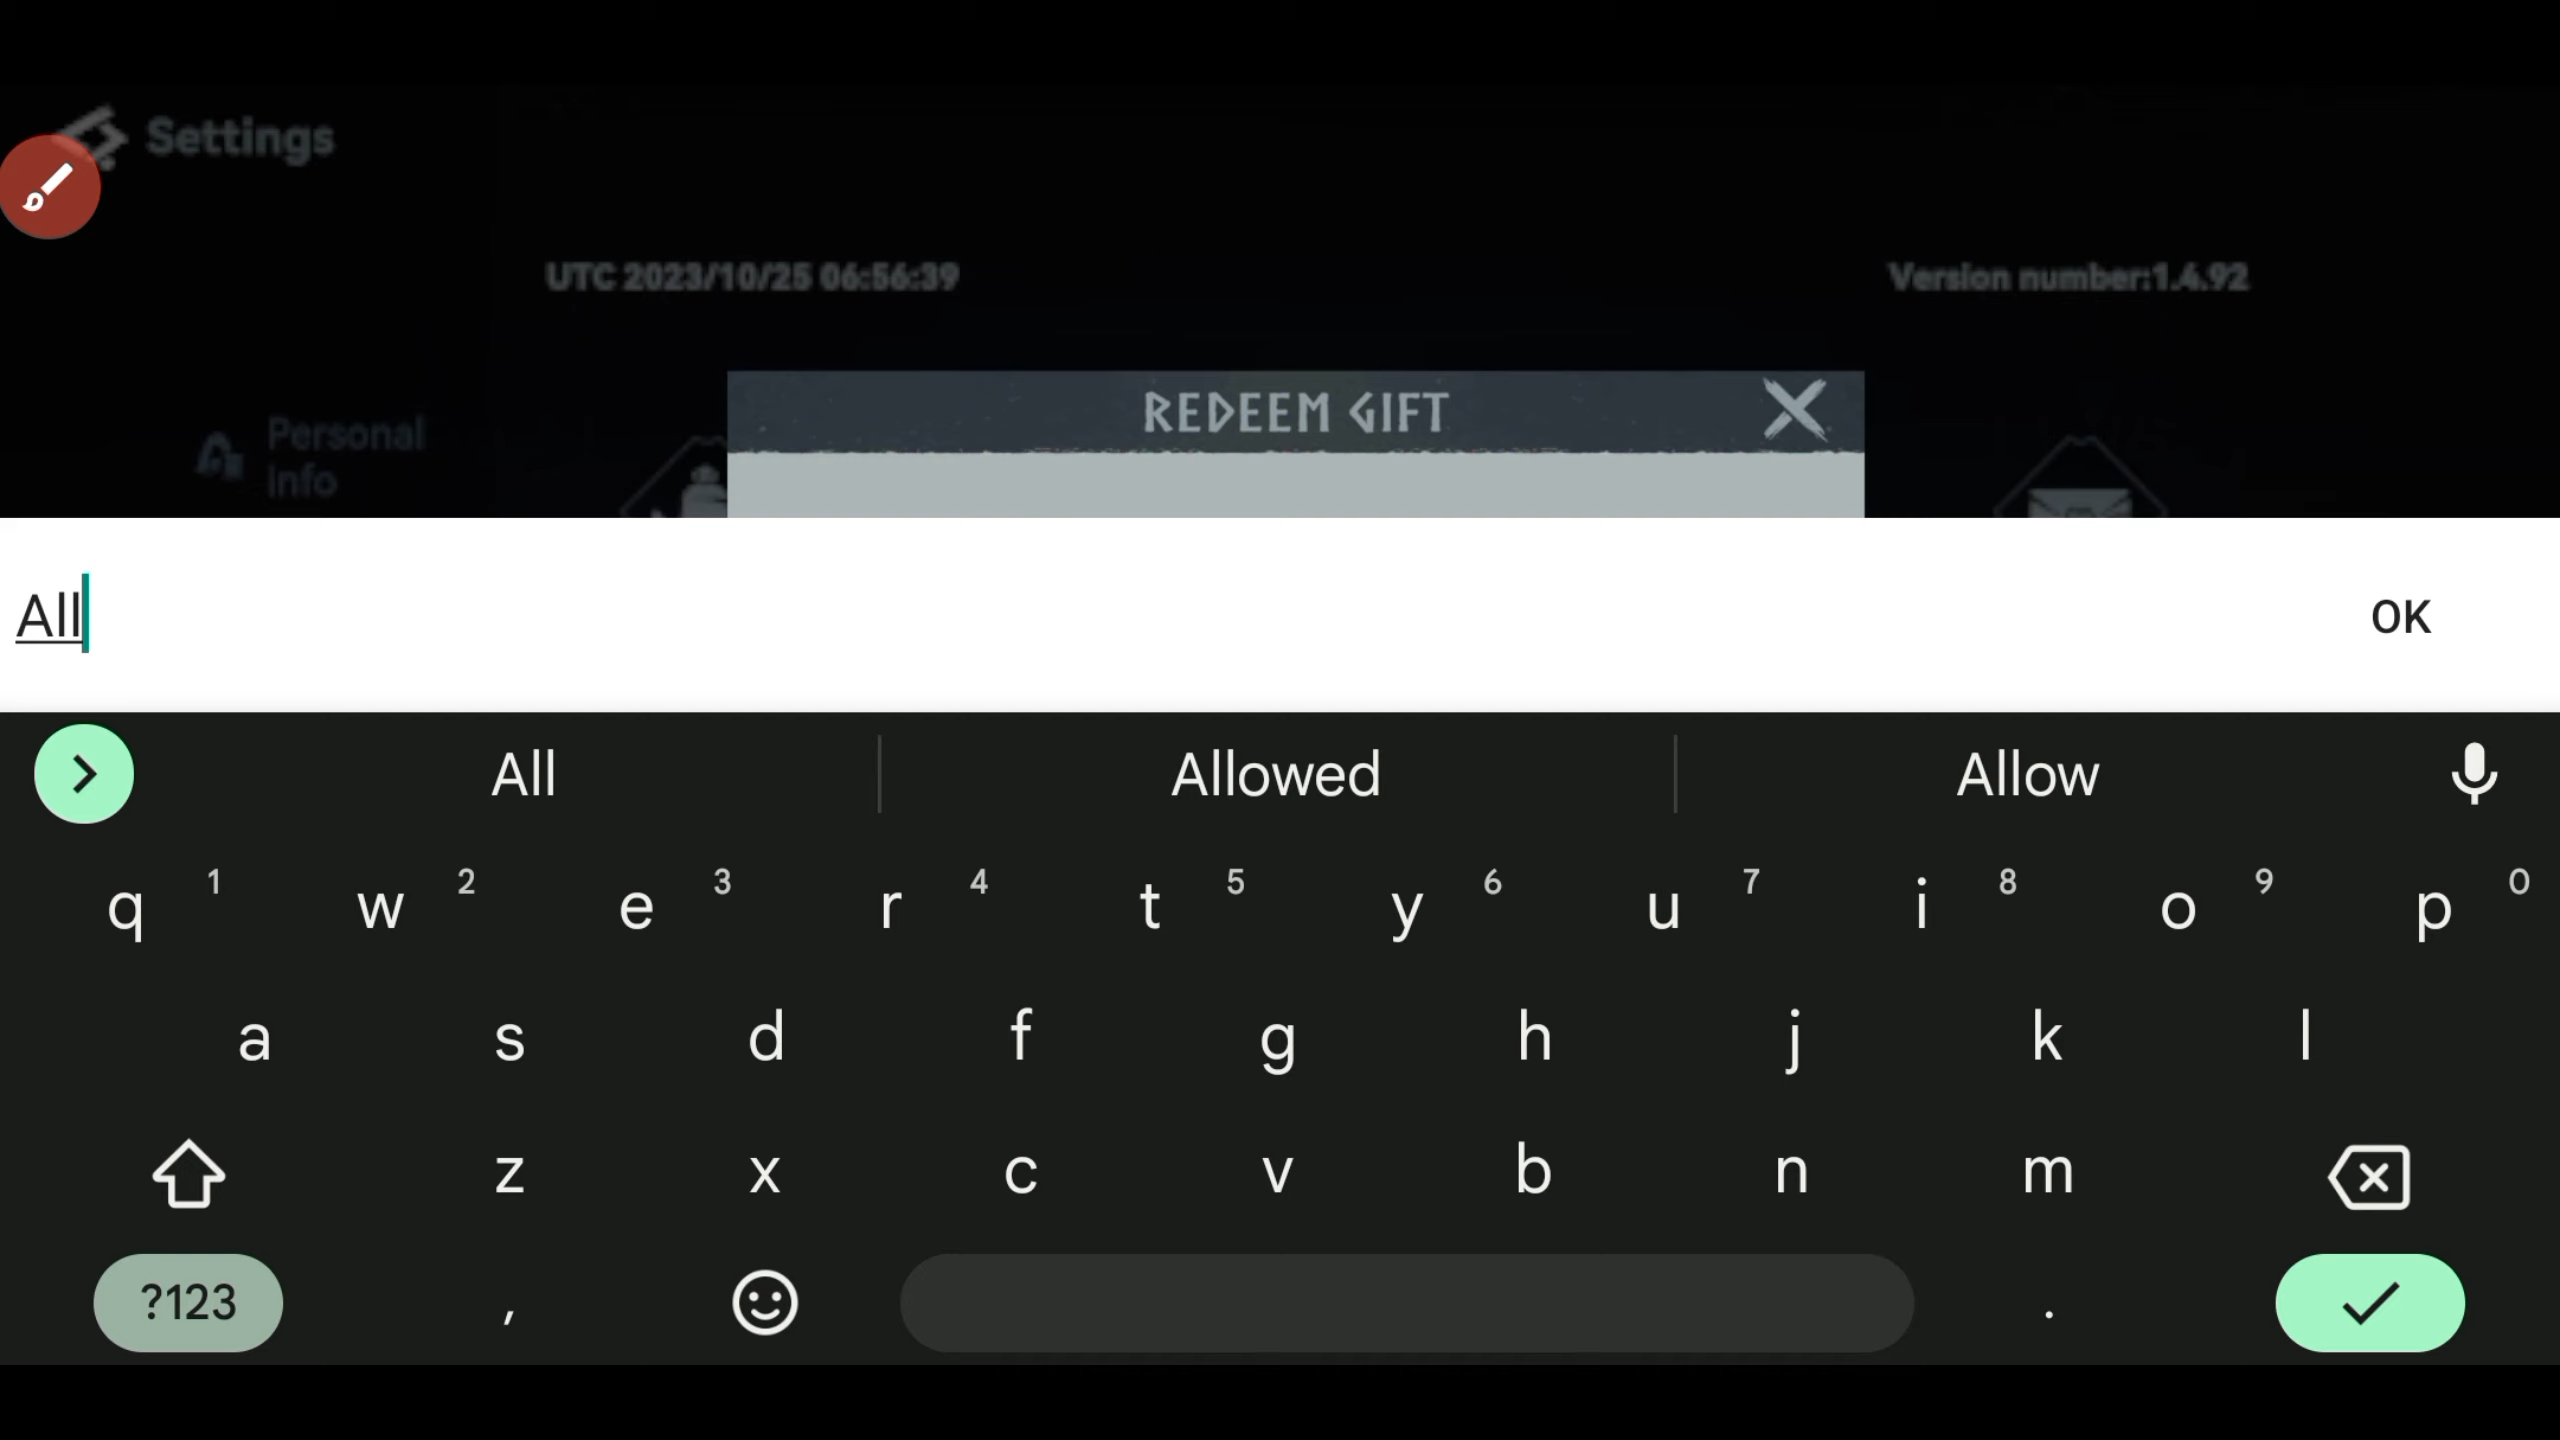 Settings
UTC 2023/10/25 06:56:39
Version number:1.4.92
REDEEM GIFT
Personal
Info
All
OK
All Allowed Allow
q 1 w 2 e 3 r 4 t 5 y 6 u 7 i 8 o 9 p 0
a s d f g h j k l
z x c v b n m
?123 , .